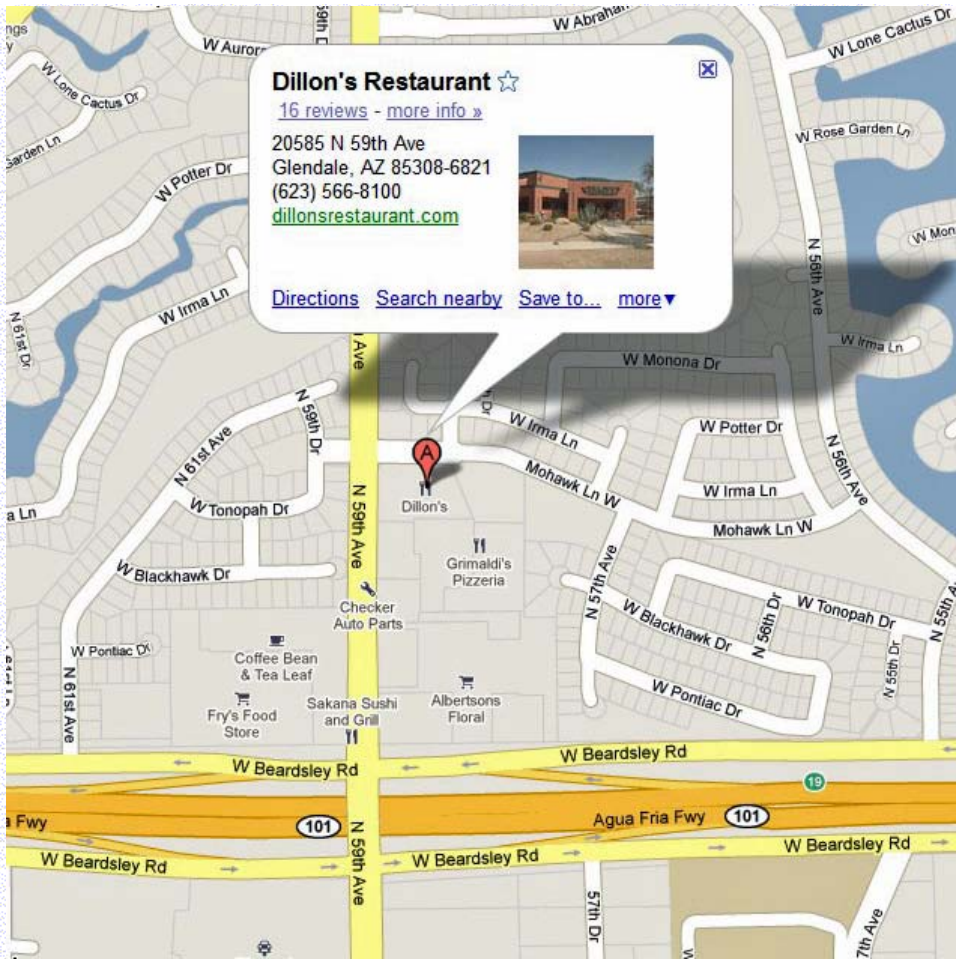 ngs
y
W Lone Cactus Dr
Garden Ln
W Potter Dr
W Auror
59th D
W Abraham
W Lone Cactus Dr
W Rose Garden Ln
W Mon
N 56th Ave
W Irma Ln
Dillon's Restaurant
16 reviews - more info »
20585 N 59th Ave
Glendale, AZ 85308-6821
(623) 566-8100
dillonsrestaurant.com
Directions Search nearby Save to... more▼
N 61st Dr
W Irma Ln
Ave
W Monona Dr
N 59th Dr
N 61st Ave
h Dr
W Irma Ln
W Potter Dr
A
Dillon's
Mohawk Ln W
W Irma Ln
N 56th Ave
Mohawk Ln W
a Ln
W Tonopah Dr
N 59th Ave
W Blackhawk Dr
Grimaldi's
Pizzeria
Checker
Auto Parts
N 57th Ave
W Blackhawk Dr
N 56th Dr
W Tonopah Dr
N 55th A
N 55th Dr
W Pontiac Dr
W Pontiac Dr
N 61st Ave
Coffee Bean
& Tea Leaf
Fry's Food
Store
Sakana Sushi
and Grill
Albertsons
Floral
W Beardsley Rd
W Beardsley Rd
19
a Fwy
101
Agua Fria Fwy
101
N 59th Ave
W Beardsley Rd
W Beardsley Rd
W Beardsley Rd
57th Dr
7th Ave
W